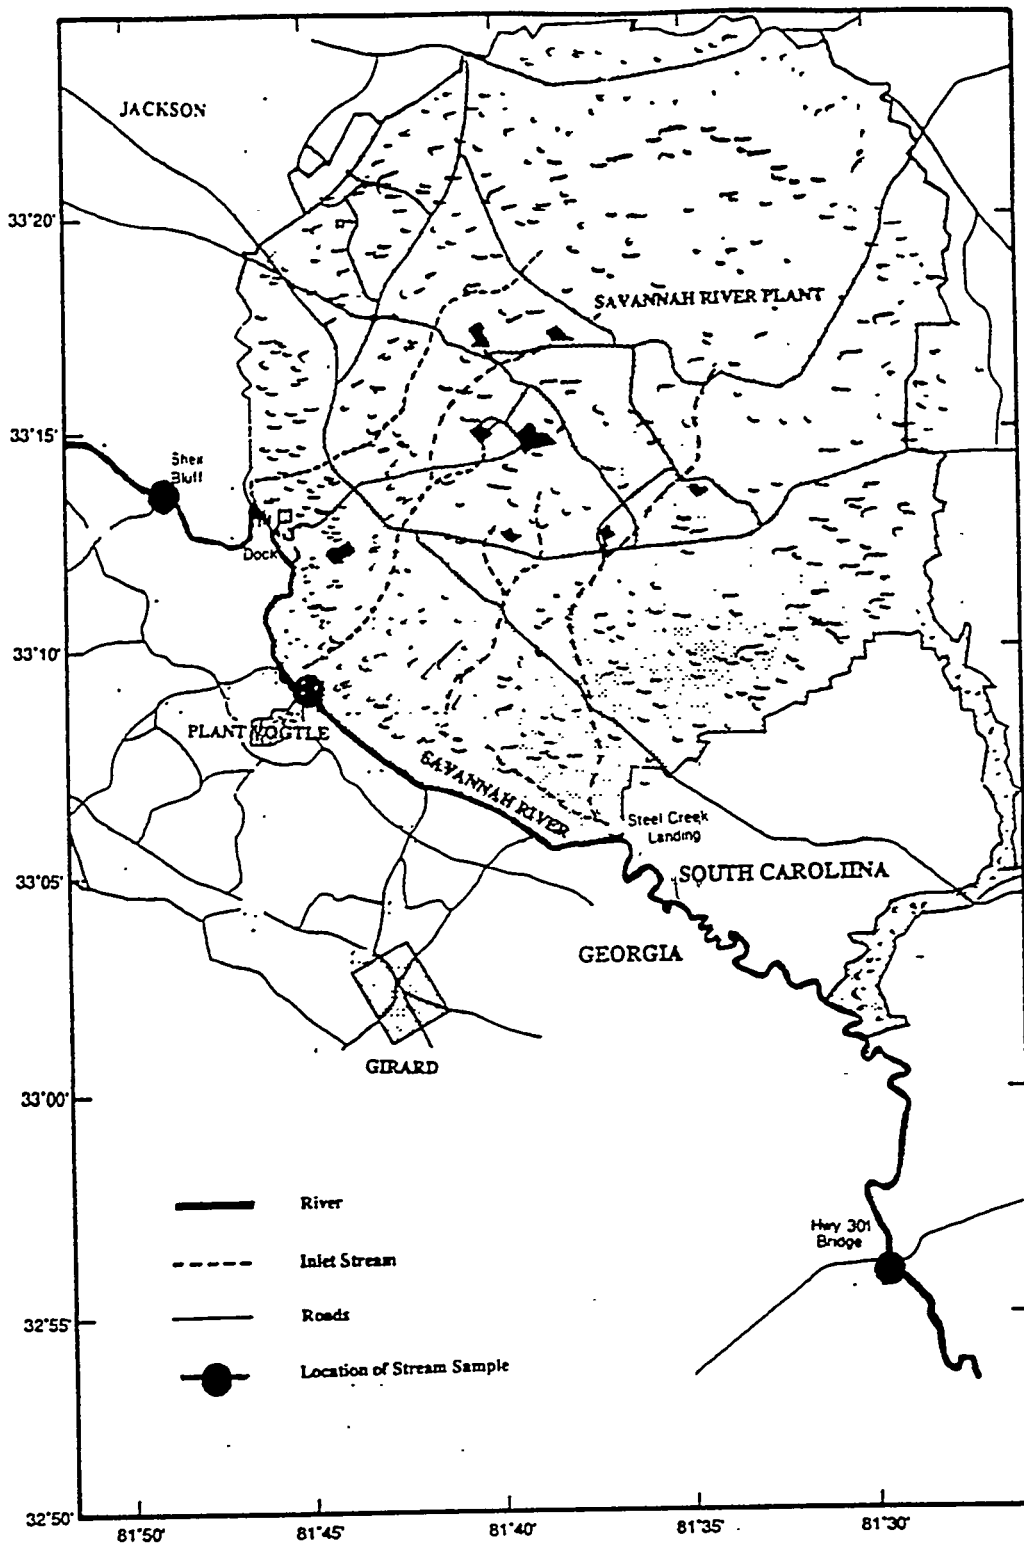 JACKSON
33°20'
SAVANNAH RIVER PLANT
33°15'
Shell
Bluff
Dock
33°10'
PLANT VOGTLE
SAVANNAH RIVER
Steel Creek
Landing
33°05'
SOUTH CAROLIINA
GEORGIA
GIRARD
33°00'
River
Hwy 301
Bridge
Inlet Stream
Roads
32°55'
Location of Stream Sample
32°50'
81°50'
81°45'
81°40'
81°35'
81°30'